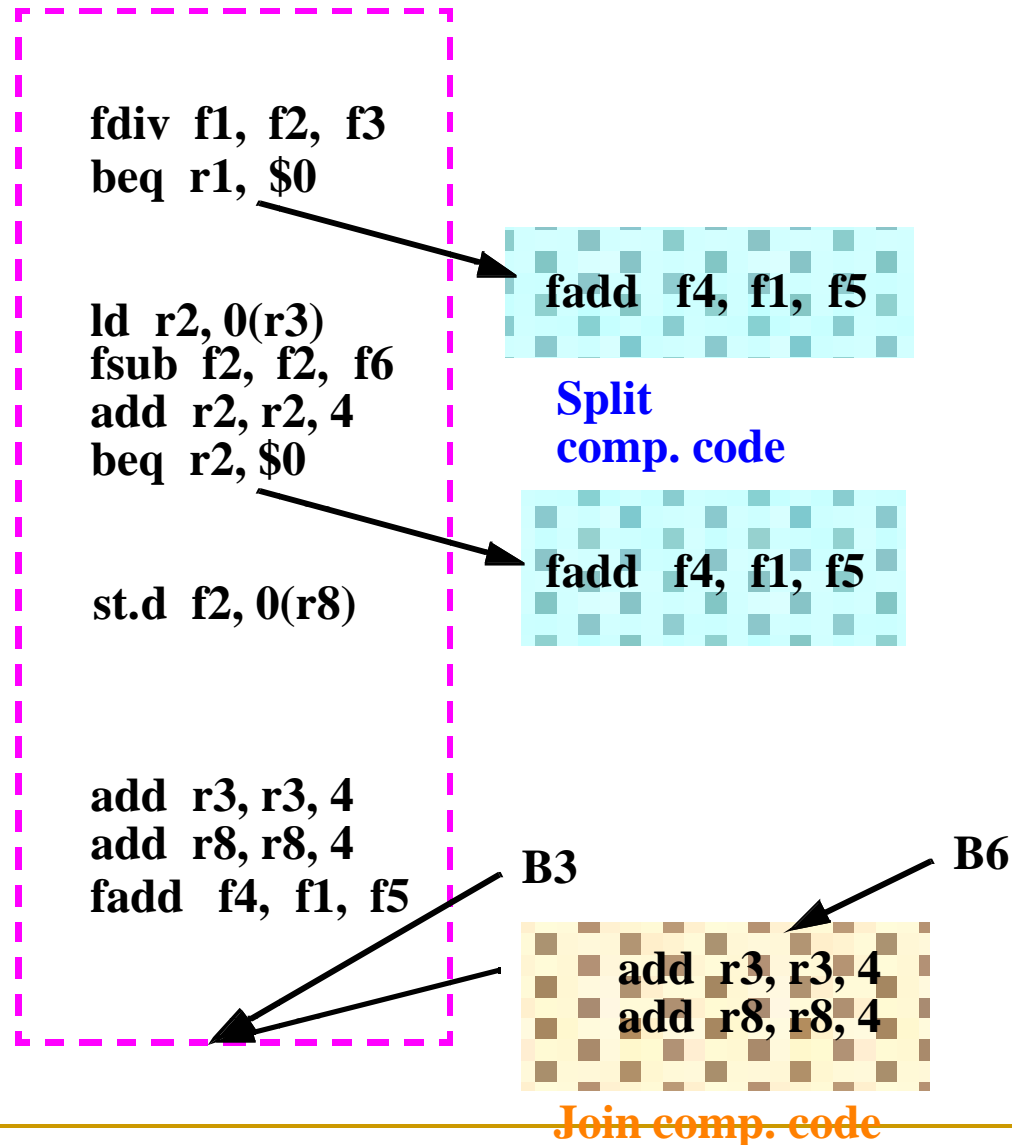 fdiv f1, f2, f3
beq r1, $0
fadd f4, f1, f5
ld r2, 0(r3)
fsub f2, f2, f6
add r2, r2, 4
beq r2, $0
Split
comp. code
fadd f4, f1, f5
st.d f2, 0(r8)
add r3, r3, 4
add r8, r8, 4
fadd f4, f1, f5
B3
B6
add r3, r3, 4
add r8, r8, 4
Join comp. code